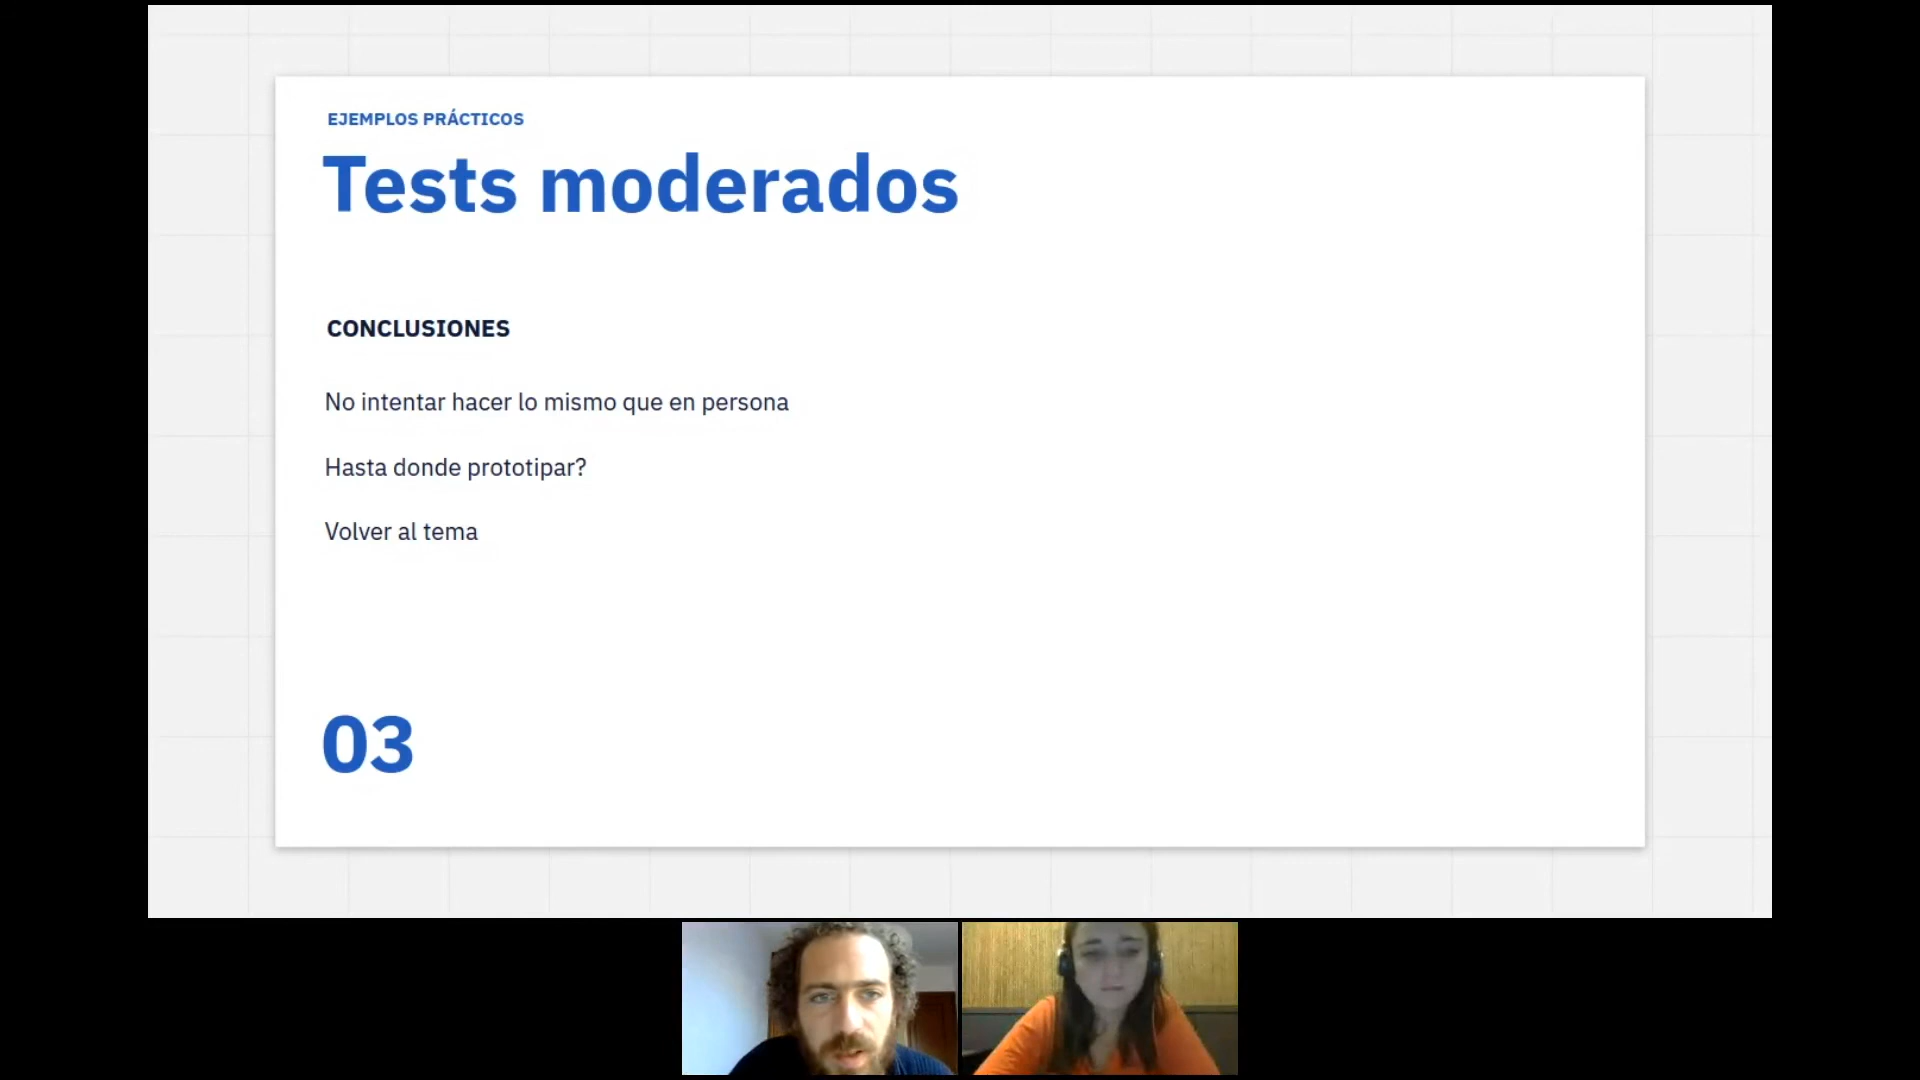 EJEMPLOS PRÁCTICOS
Tests moderados
CONCLUSIONES
No intentar hacer lo mismo que en persona
Hasta donde prototipar?
Volver al tema
03